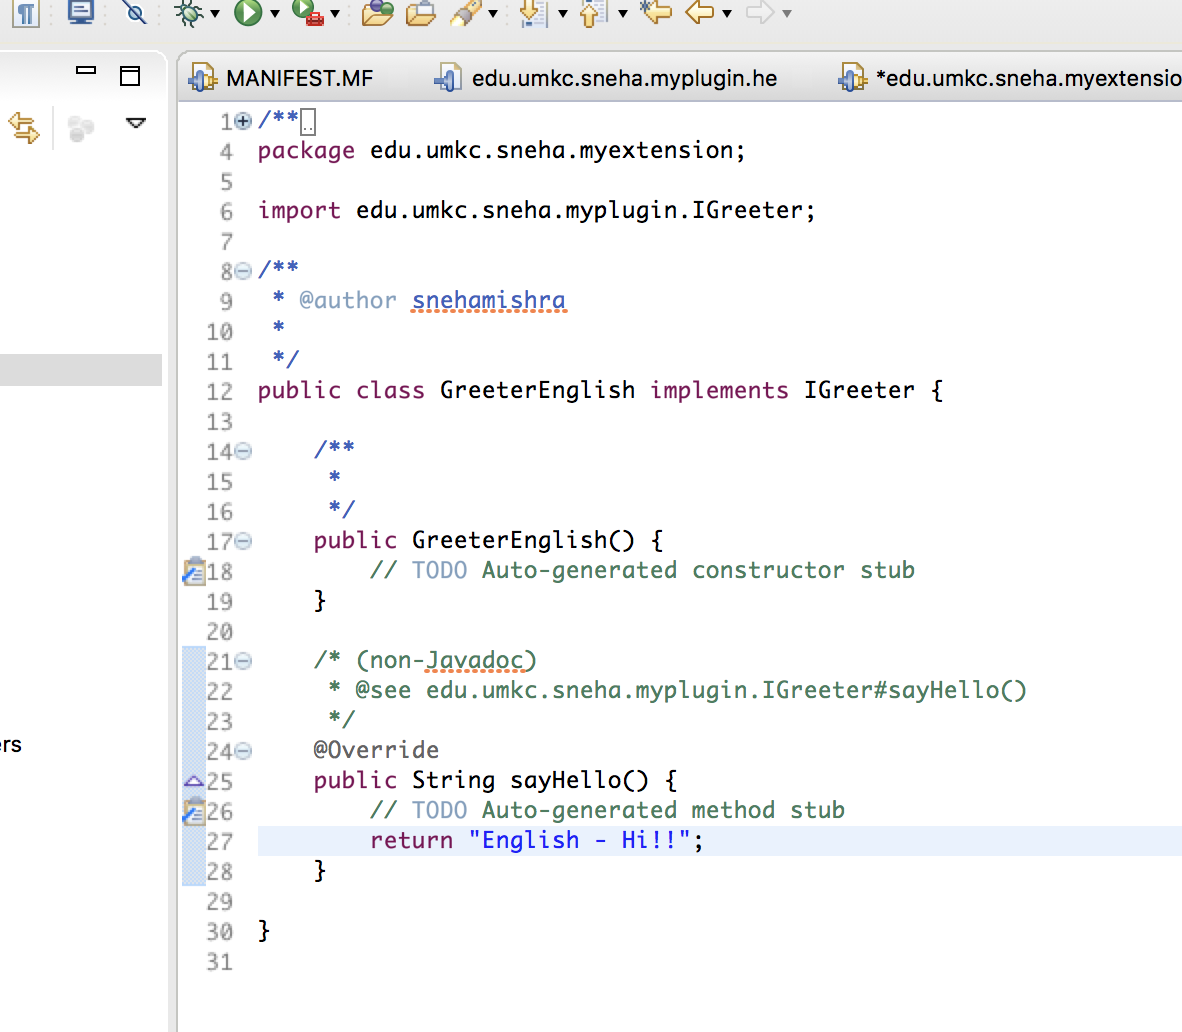 MANIFEST.MF edu.umkc.sneha.myplugin.he *edu.umkc.sneha.myextensio
1 /**
4 package edu.umkc.sneha.myextension;
5
6 import edu.umkc.sneha.myplugin.IGreeter;
7
8 /**
9 * @author snehamishra
10 *
11 */
12 public class GreeterEnglish implements IGreeter {
13
14 /**
15 *
16 */
17 public GreeterEnglish() {
18 // TODO Auto-generated constructor stub
19 }
20
21 /* (non-Javadoc)
22 * @see edu.umkc.sneha.myplugin.IGreeter#sayHello()
23 */
ers
24 @Override
25 public String sayHello() {
26 // TODO Auto-generated method stub
27 return "English - Hi!!";
28 }
29
30 }
31